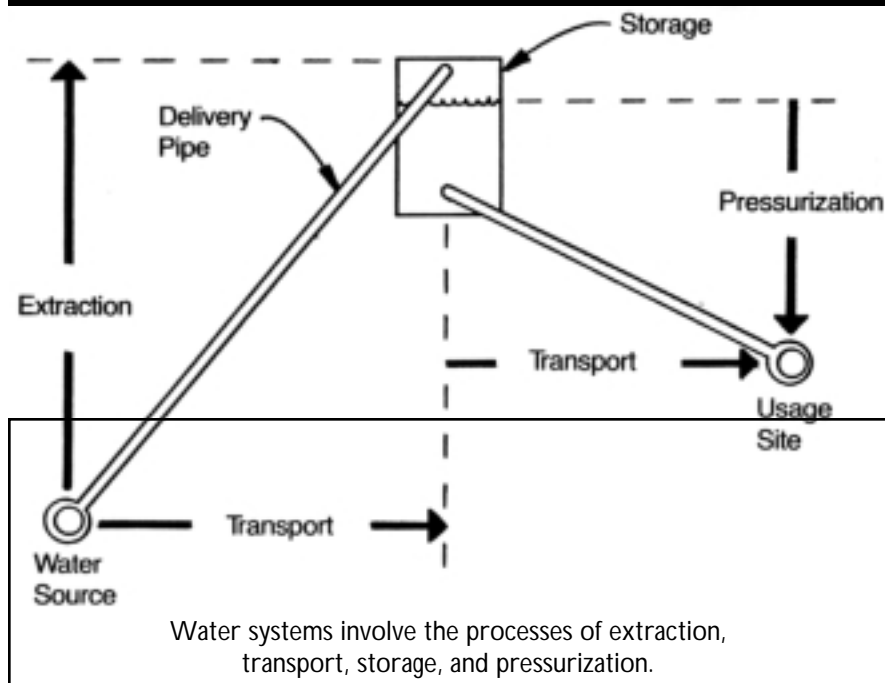 Storage
Delivery
Pipe
Pressurization
Extraction
Transport
Usage
Site
Transport
Water
Source
Water systems involve the processes of extraction,
transport, storage, and pressurization.